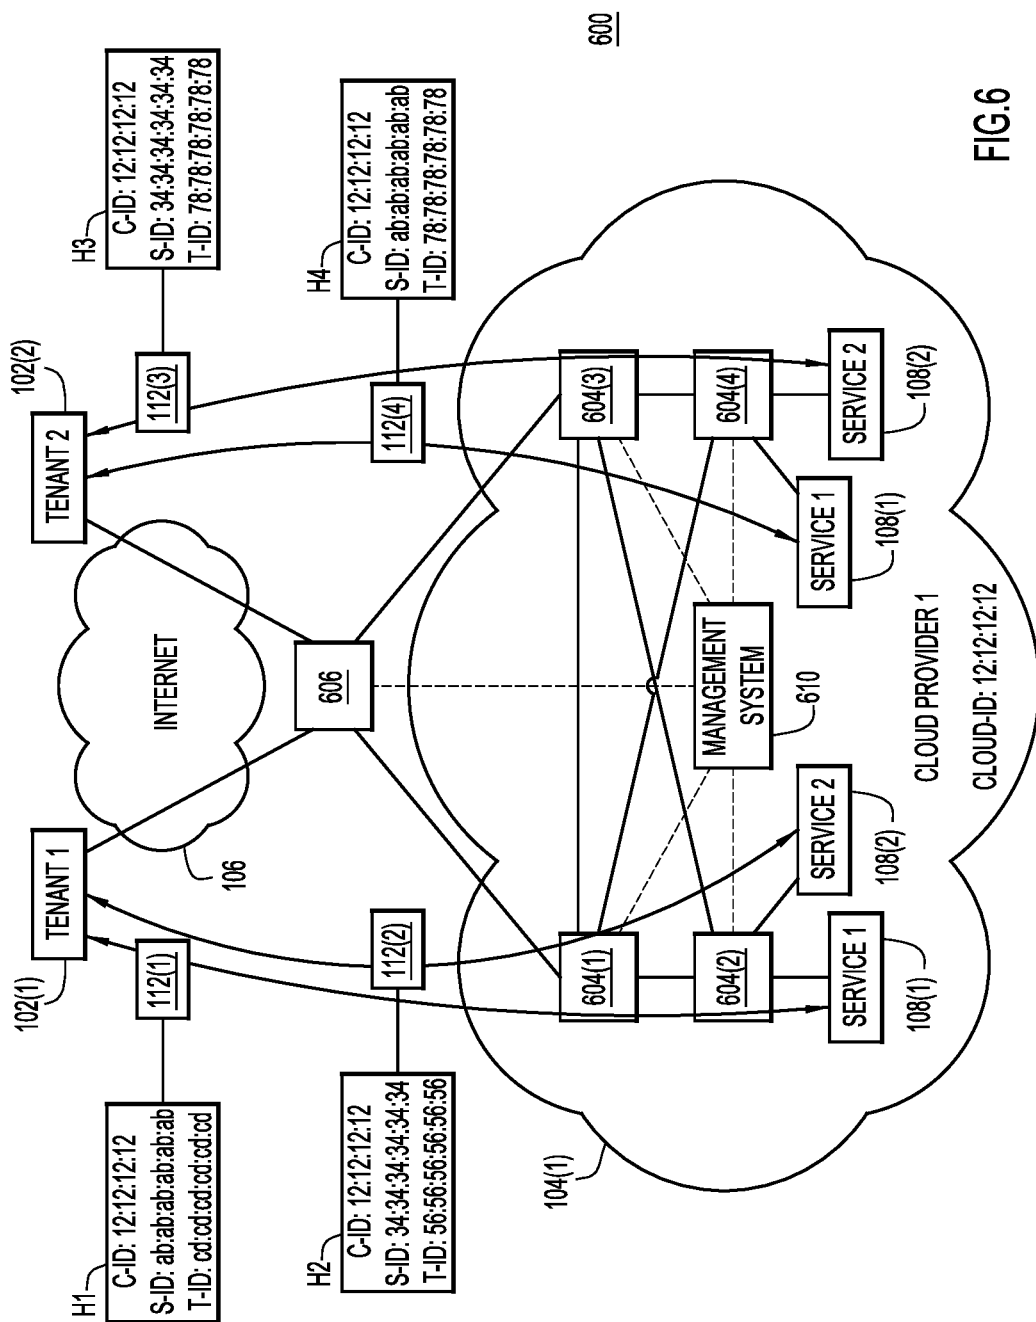 600
H1
C-ID: 12:12:12:12
S-ID: ab:ab:ab:ab:ab:ab
T-ID: cd:cd:cd:cd:cd:cd
102(1)
TENANT 1
112(1)
106
INTERNET
102(2)
TENANT 2
112(3)
H3
C-ID: 12:12:12:12
S-ID: 34:34:34:34:34
T-ID: 78:78:78:78:78
H2
C-ID: 12:12:12:12
S-ID: 34:34:34:34:34:34
T-ID: 56:56:56:56:56:56
112(2)
606
112(4)
H4
C-ID: 12:12:12:12
S-ID: ab:ab:ab:ab:ab:ab
T-ID: 78:78:78:78:78:78
104(1)
604(1)
604(3)
604(2)
MANAGEMENT
SYSTEM
610
604(4)
SERVICE 1
108(1)
SERVICE 2
108(2)
SERVICE 1
108(1)
SERVICE 2
108(2)
CLOUD PROVIDER 1
CLOUD-ID: 12:12:12:12
FIG.6